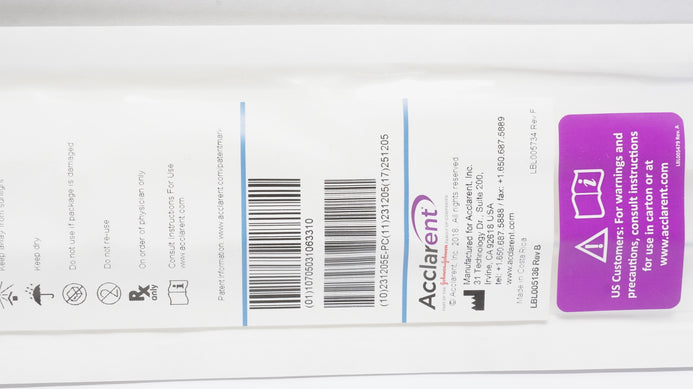 Keep dry
Do not use if package is damaged
Do not re-use
Rx only
On order of physician only
Consult Instructions For Use
www.acclarent.com
Patent information: www.acclarent.com/patentmark
(01)10705031063310
(10)231205E-PC(11)231205(17)251205
Acclarent
© Acclarent, Inc. 2018. All rights reserved
Manufactured for Acclarent, Inc.
31 Technology Dr., Suite 200,
Irvine, CA 92618 USA
tel: +1.650.687.5888 / fax: +1.650.687.5889
www.acclarent.com
Made in Costa Rica
LBL005136 Rev B
LBL005734 Rev F
US Customers: For warnings and
precautions, consult instructions
for use in carton or at
www.acclarent.com
LBL005479 Rev. A